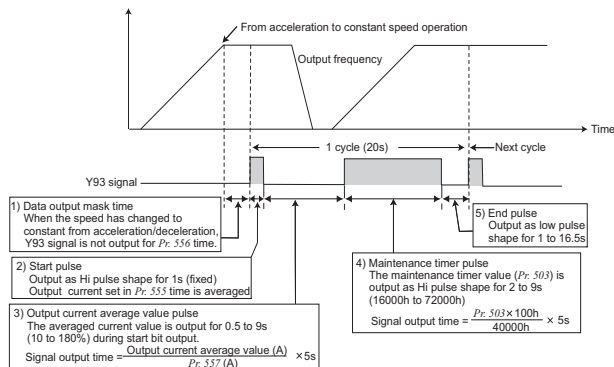 From acceleration to constant speed operation
Output frequency
Time
1 cycle (20s)
Next cycle
Y93 signal
1) Data output mask time
When the speed has changed to
constant from acceleration/deceleration,
Y93 signal is not output for Pr. 556 time.
2) Start pulse
Output as Hi pulse shape for 1s (fixed)
Output current set in Pr. 555 time is averaged
3) Output current average value pulse
The averaged current value is output for 0.5 to 9s
(10 to 180%) during start bit output.
Signal output time= Output current average value (A) / Pr. 557 (A) × 5s
5) End pulse
Output as low pulse
shape for 1 to 16.5s
4) Maintenance timer pulse
The maintenance timer value (Pr. 503) is
output as Hi pulse shape for 2 to 9s
(16000h to 72000h)
Signal output time= Pr. 503×100h / 40000h × 5s